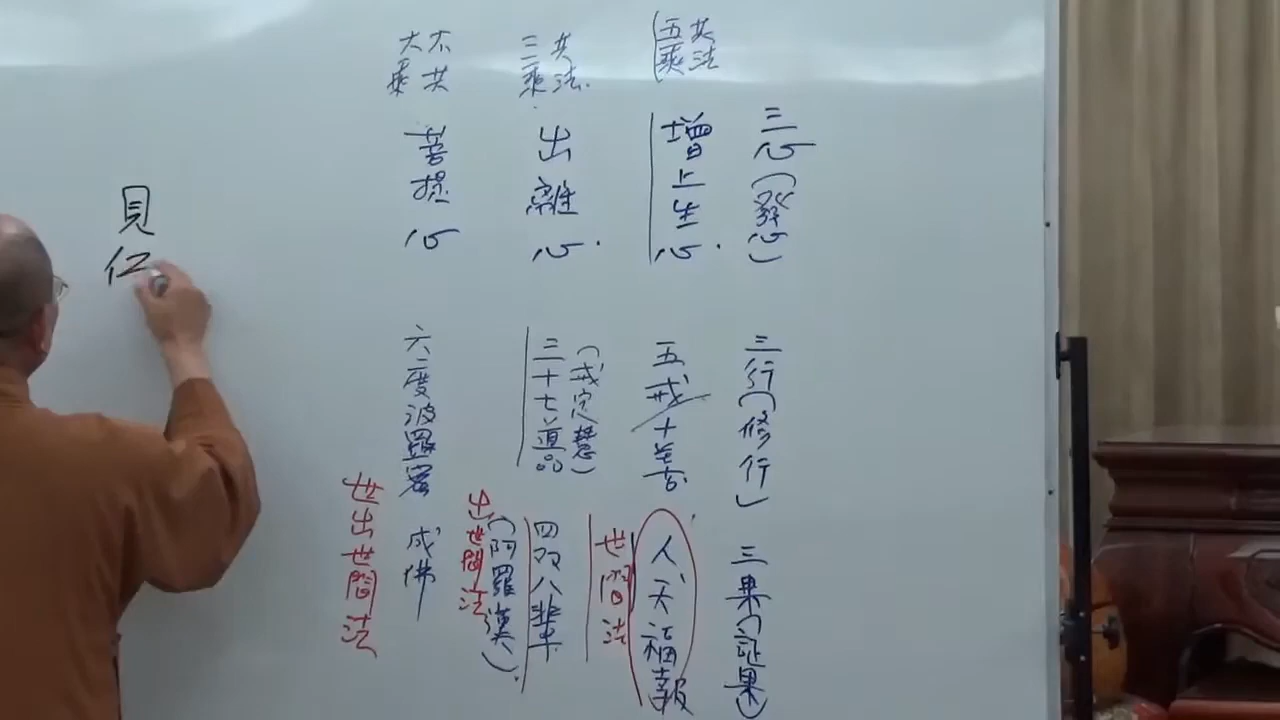 三心(發心)
三行(修行)
三果(証果)
五乘共法
增上生心.
五戒十善
人天福報
世間法
三乘共法.
出離心.
(戒定慧)
三十七道品
四双八輩
(阿羅漢).
出世間法
大乘不共
菩提心
六度波羅蜜
成佛
世出世間法
見